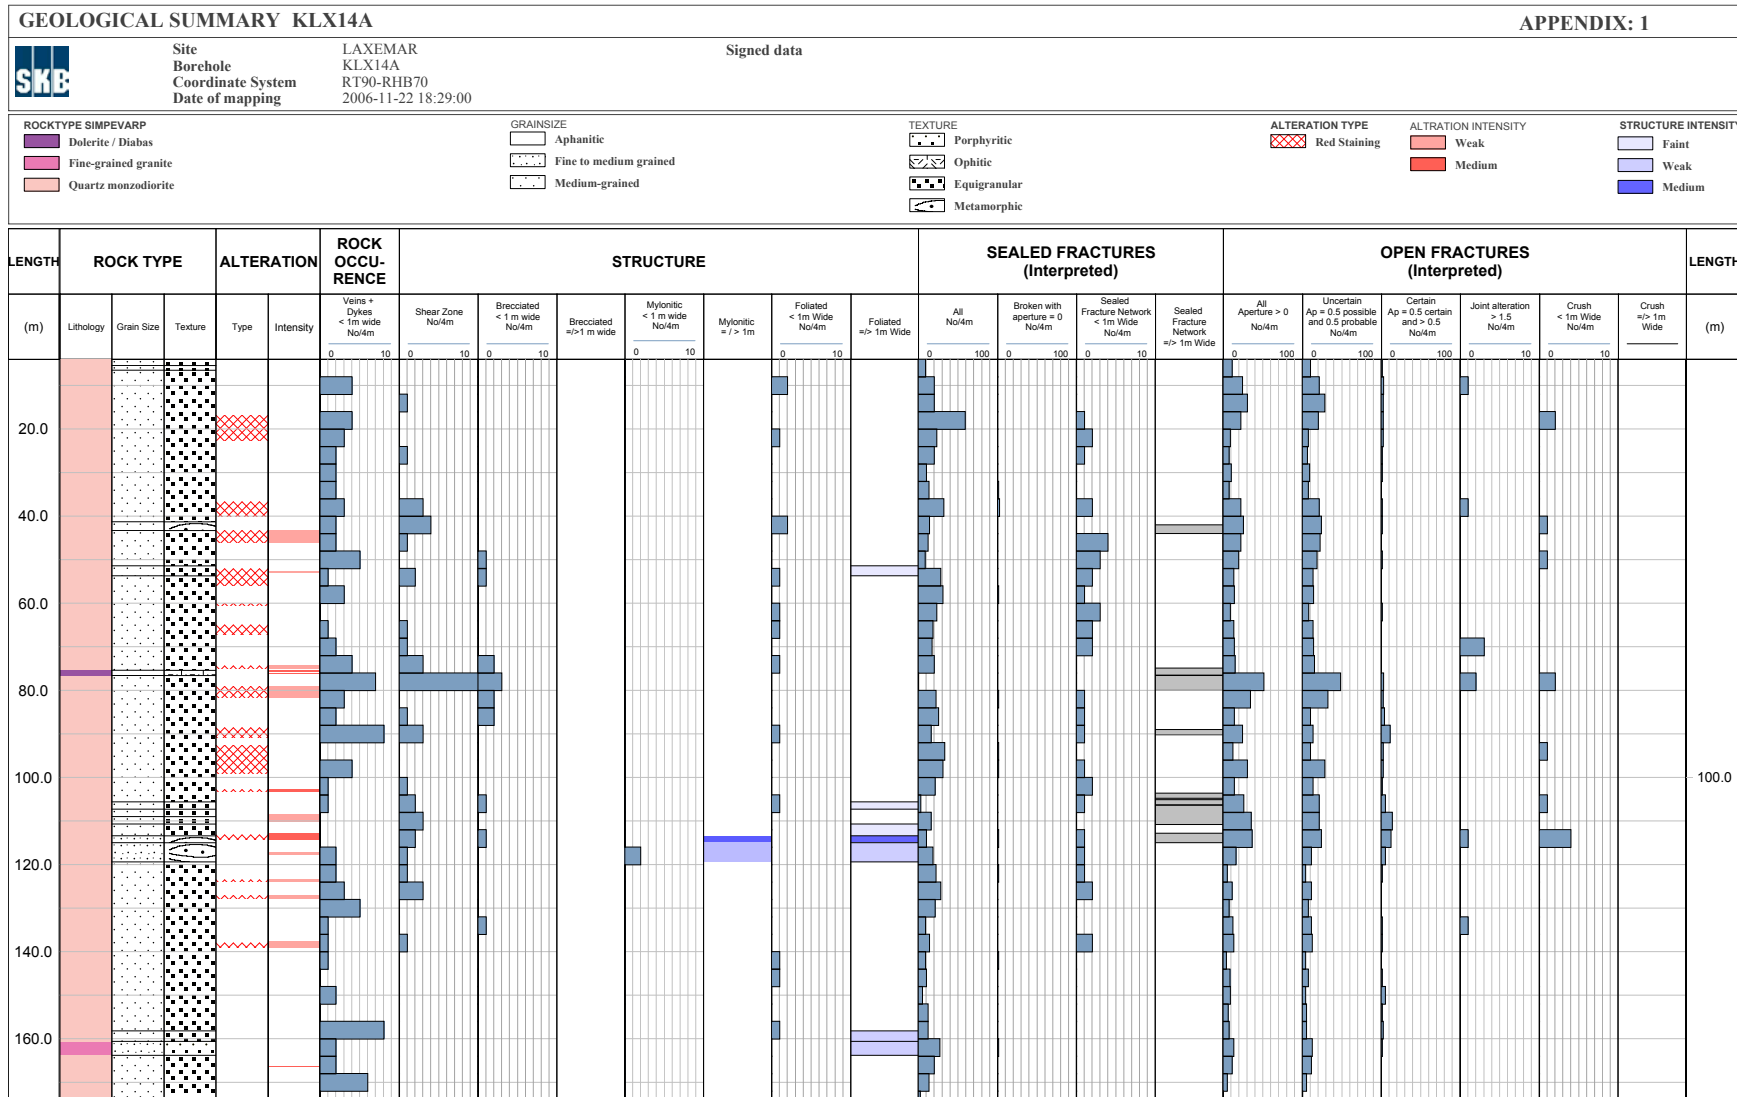 GEOLOGICAL SUMMARY KLX14A
APPENDIX: 1
SKB
Site LAXEMAR
Borehole KLX14A
Coordinate System RT90-RHB70
Date of mapping 2006-11-22 18:29:00
Signed data
ROCKTYPE SIMPEVARP
Dolerite / Diabas
Fine-grained granite
Quartz monzodiorite
GRAINSIZE
Aphanitic
Fine to medium grained
Medium-grained
TEXTURE
Porphyritic
Ophitic
Equigranular
Metamorphic
ALTERATION TYPE
Red Staining
ALTRATION INTENSITY
Weak
Medium
STRUCTURE INTENSITY
Faint
Weak
Medium
LENGTH
ROCK TYPE
ALTERATION
ROCK
OCCU-
RENCE
STRUCTURE
SEALED FRACTURES
(Interpreted)
OPEN FRACTURES
(Interpreted)
LENGTH
(m)
Lithology
Grain Size
Texture
Type
Intensity
Veins +
Dykes
< 1m wide
No/4m
0 10
Shear Zone
No/4m
0 10
Brecciated
< 1 m wide
No/4m
0 10
Brecciated
=/>1 m wide
Mylonitic
< 1 m wide
No/4m
0 10
Mylonitic
= / > 1m
Foliated
< 1m Wide
No/4m
0 10
Foliated
=/> 1m Wide
All
No/4m
0 100
Broken with
aperture = 0
No/4m
0 100
Sealed
Fracture Network
< 1m Wide
No/4m
0 10
Sealed
Fracture
Network
=/> 1m Wide
All
Aperture > 0
No/4m
0 100
Uncertain
Ap = 0.5 possible
and 0.5 probable
No/4m
0 100
Certain
Ap = 0.5 certain
and > 0.5
No/4m
0 100
Joint alteration
> 1.5
No/4m
0 10
Crush
< 1m Wide
No/4m
0 10
Crush
=/> 1m
Wide
(m)
20.0
40.0
60.0
80.0
100.0 100.0
120.0
140.0
160.0